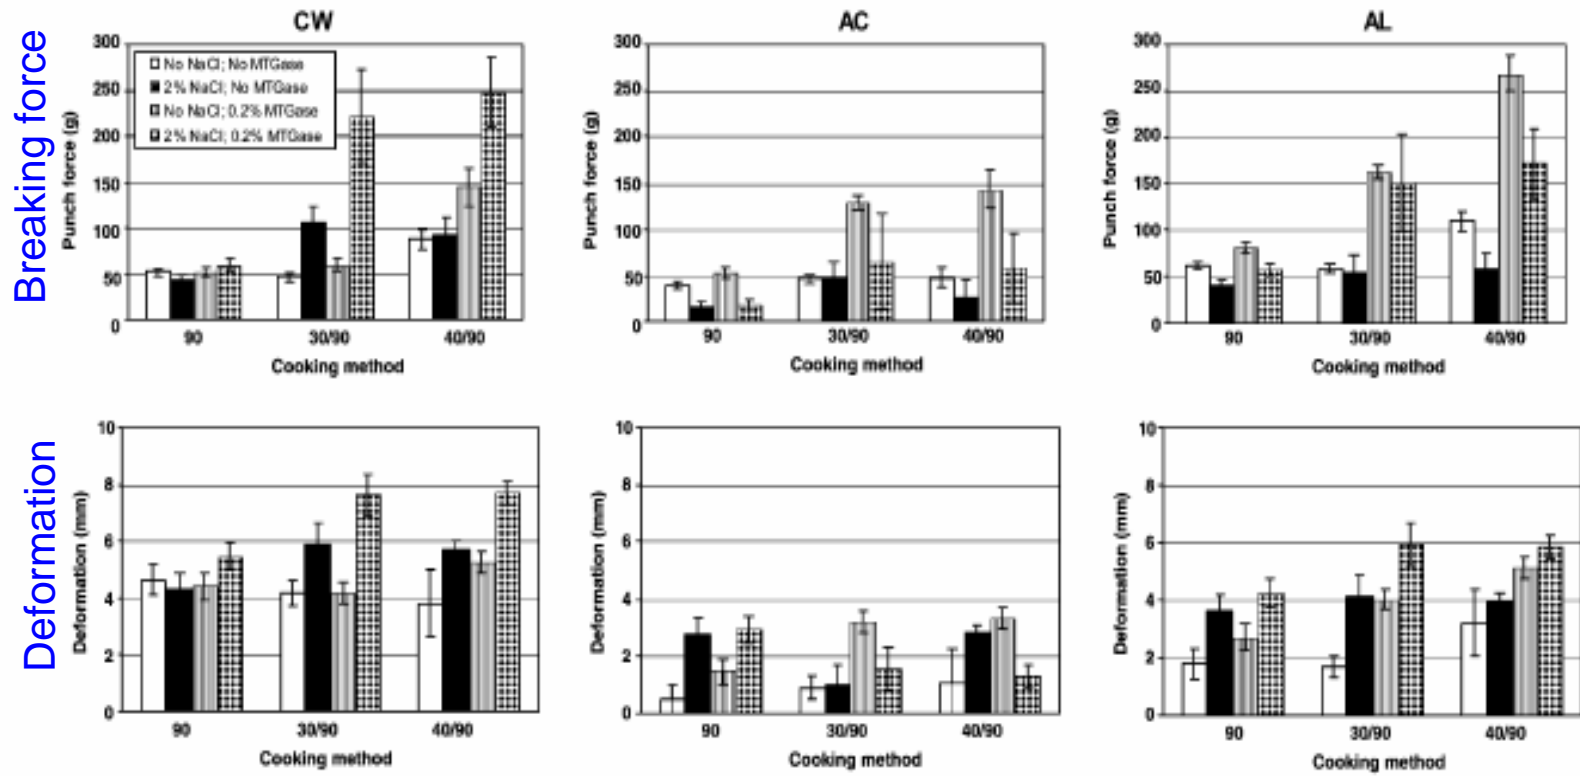 CW
AC
AL
Breaking force
Punch force (g)
300
250
200
150
100
50
0
No NaCl; No MTGase
2% NaCl; No MTGase
No NaCl; 0.2% MTGase
2% NaCl; 0.2% MTGase
90
30/90
40/90
Cooking method
Punch force (g)
300
250
200
150
100
50
0
90
30/90
40/90
Cooking method
Punch force (g)
300
250
200
150
100
50
0
90
30/90
40/90
Cooking method
Deformation
Deformation (mm)
10
8
6
4
2
0
90
30/90
40/90
Cooking method
Deformation (mm)
10
8
6
4
2
0
90
30/90
40/90
Cooking method
Deformation (mm)
10
8
6
4
2
0
90
30/90
40/90
Cooking method